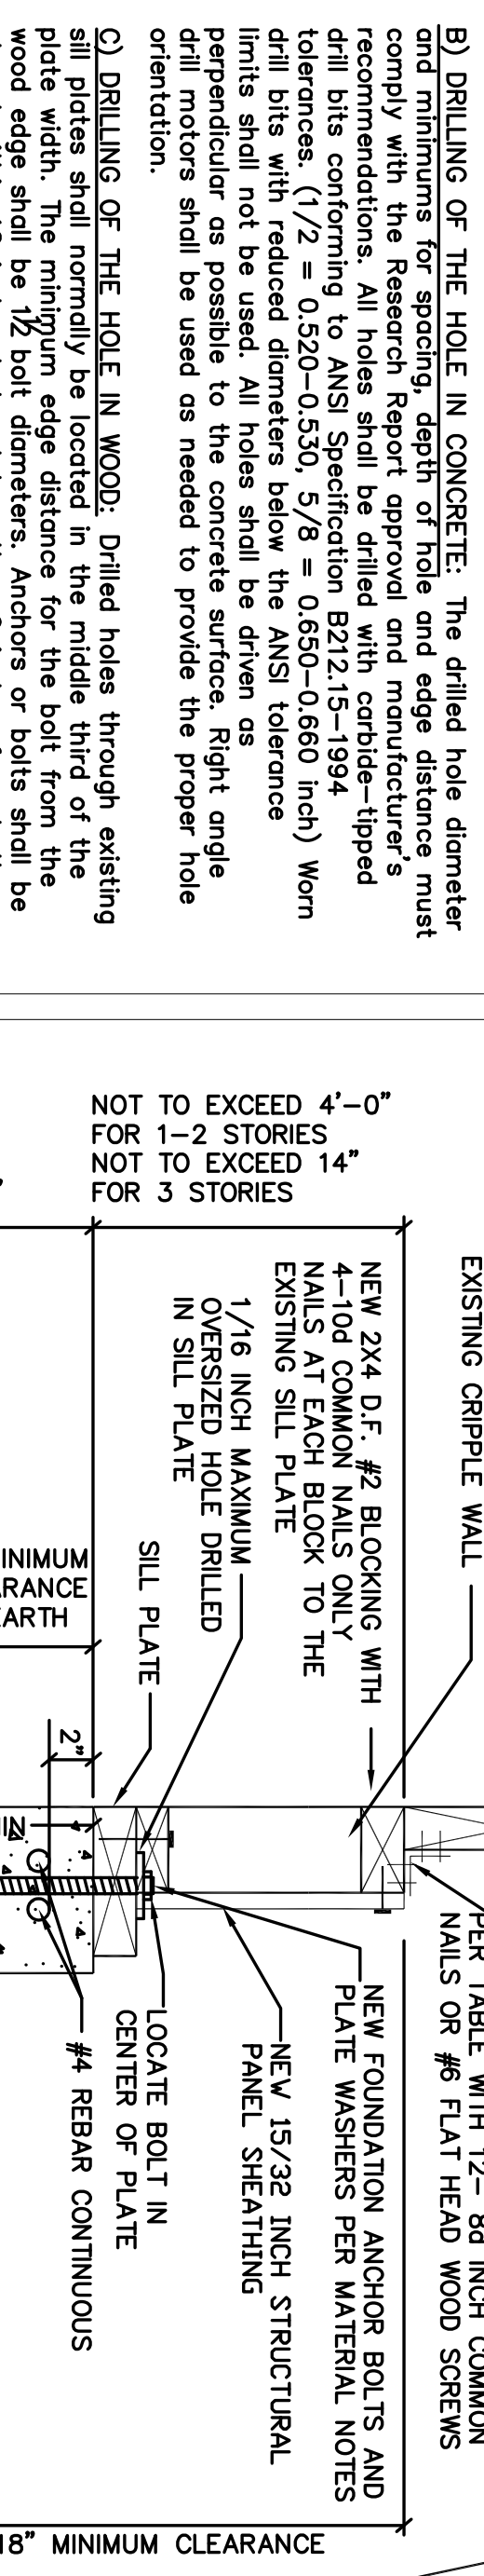 B) DRILLING OF THE HOLE IN CONCRETE: The drilled hole diameter
and minimums for spacing, depth of hole and edge distance must
comply with the Research Report approval and manufacturer's
recommendations. All holes shall be drilled with carbide-tipped
drill bits conforming to ANSI Specification B212.15-1994
tolerances. (1/2 = 0.520-0.530, 5/8 = 0.650-0.660 inch) Worn
drill bits with reduced diameters below the ANSI tolerance
limits shall not be used. All holes shall be driven as
perpendicular as possible to the concrete surface. Right angle
drill motors shall be used as needed to provide the proper hole
orientation.
C) DRILLING OF THE HOLE IN WOOD: Drilled holes through existing
sill plates shall normally be located in the middle third of the
plate width. The minimum edge distance for the bolt from the
wood edge shall be 1½ bolt diameters. Anchors or bolts shall be
NOT TO EXCEED 4'-0"
FOR 1-2 STORIES
NOT TO EXCEED 14"
FOR 3 STORIES
EXISTING CRIPPLE WALL
NEW 2X4 D.F. #2 BLOCKING WITH
4-10d COMMON NAILS ONLY
NAILS AT EACH BLOCK TO THE
EXISTING SILL PLATE
1/16 INCH MAXIMUM
OVERSIZED HOLE DRILLED
IN SILL PLATE
SILL PLATE
INIMUM
ARANCE
EARTH
2"
PER TABLE WITH 12- 8d INCH COMMON
NAILS OR #6 FLAT HEAD WOOD SCREWS
NEW FOUNDATION ANCHOR BOLTS AND
PLATE WASHERS PER MATERIAL NOTES
NEW 15/32 INCH STRUCTURAL
PANEL SHEATHING
LOCATE BOLT IN
CENTER OF PLATE
#4 REBAR CONTINUOUS
18" MINIMUM CLEARANCE